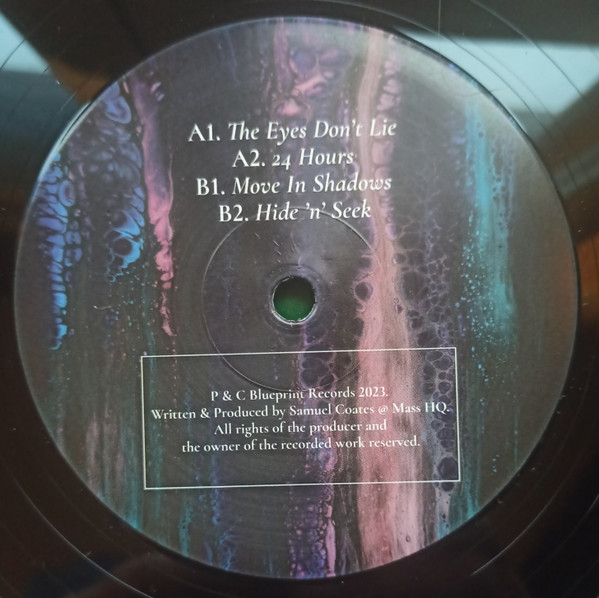 A1. The Eyes Don't Lie
A2. 24 Hours
B1. Move In Shadows
B2. Hide 'n' Seek
P & C Blueprint Records 2023.
Written & Produced by Samuel Coates @ Mass HQ.
All rights of the producer and
the owner of the recorded work reserved.